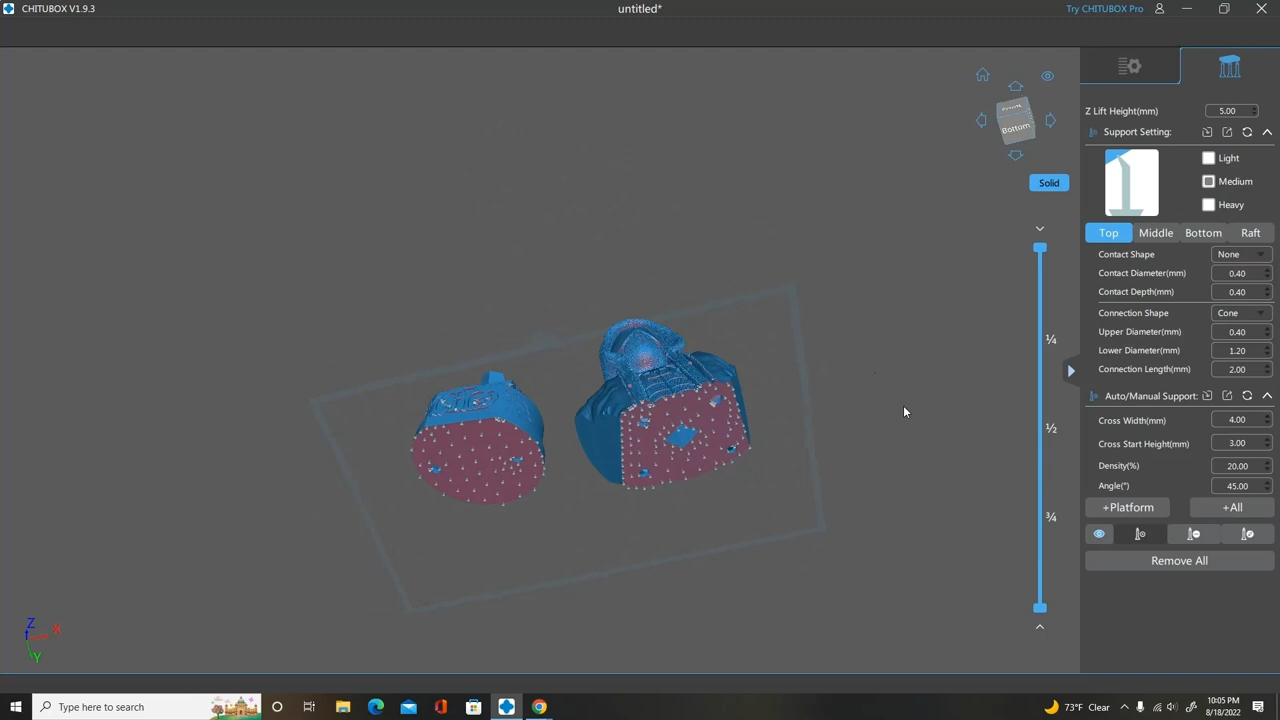 CHITUBOX V1.9.3
untitled*
Try CHITUBOX Pro
Z Lift Height(mm) 5.00
Support Setting:
Light
Medium
Heavy
Bottom
Solid
Top Middle Bottom Raft
Contact Shape None
Contact Diameter(mm) 0.40
Contact Depth(mm) 0.40
Connection Shape Cone
Upper Diameter(mm) 0.40
Lower Diameter(mm) 1.20
Connection Length(mm) 2.00
Auto/Manual Support:
Cross Width(mm) 4.00
Cross Start Height(mm) 3.00
Density(%) 20.00
Angle(°) 45.00
+Platform +All
Remove All
¼
½
¾
Z
X
Y
Type here to search
73°F Clear
10:05 PM
8/18/2022